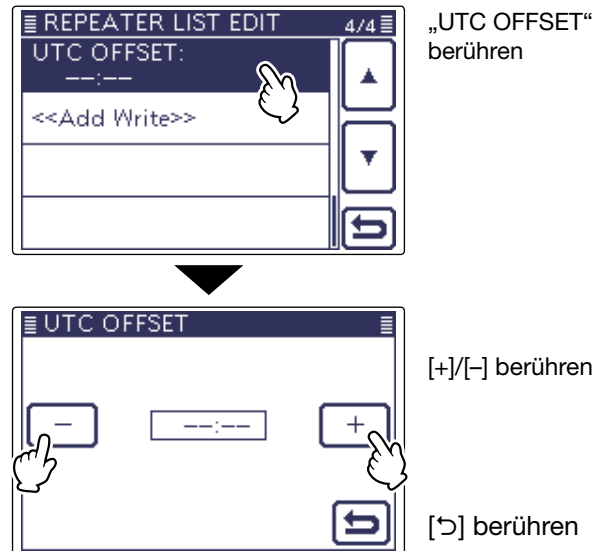 REPEATER LIST EDIT 4/4
„UTC OFFSET“
berühren
UTC OFFSET:
--:--
<<Add Write>>
UTC OFFSET
[+]/[–] berühren
– --:-- +
[⮌] berühren